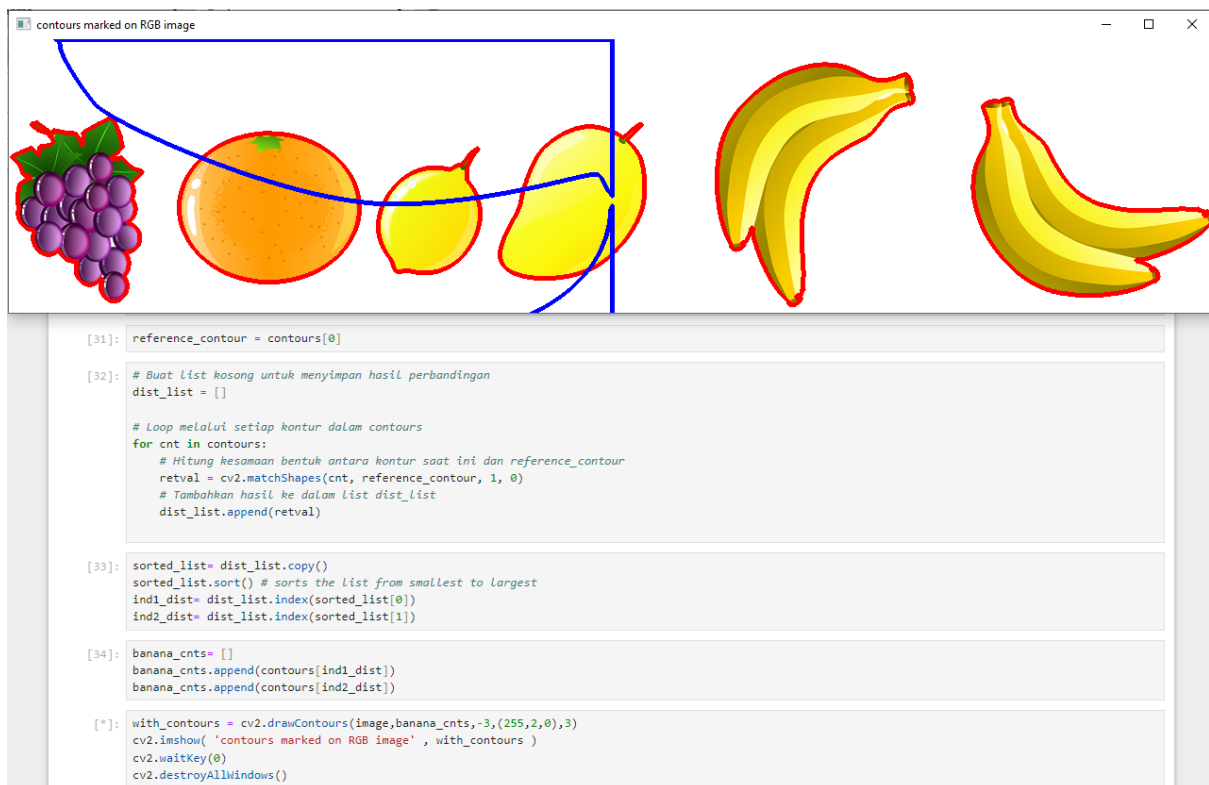 contours marked on RGB image
[31]: reference_contour = contours[0]
[32]: # Buat list kosong untuk menyimpan hasil perbandingan
dist_list = []
# Loop melalui setiap kontur dalam contours
for cnt in contours:
# Hitung kesamaan bentuk antara kontur saat ini dan reference_contour
retval = cv2.matchShapes(cnt, reference_contour, 1, 0)
# Tambahkan hasil ke dalam list dist_list
dist_list.append(retval)
[33]: sorted_list= dist_list.copy()
sorted_list.sort() # sorts the list from smallest to largest
ind1_dist= dist_list.index(sorted_list[0])
ind2_dist= dist_list.index(sorted_list[1])
[34]: banana_cnts= []
banana_cnts.append(contours[ind1_dist])
banana_cnts.append(contours[ind2_dist])
[*]: with_contours = cv2.drawContours(image,banana_cnts,-3,(255,2,0),3)
cv2.imshow( 'contours marked on RGB image' , with_contours )
cv2.waitKey(0)
cv2.destroyAllWindows()